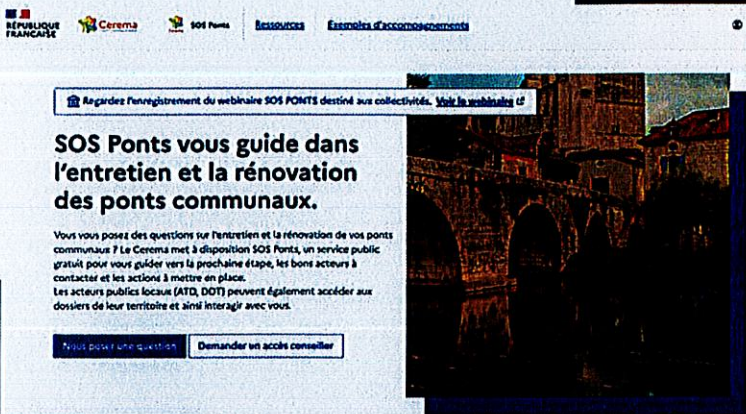 RÉPUBLIQUE
FRANÇAISE
Cerema
SOS Ponts
Ressources
Exemples d'accompagnements
Regardez l'enregistrement du webinaire SOS PONTS destiné aux collectivités. Voir le webinaire
SOS Ponts vous guide dans
l'entretien et la rénovation
des ponts communaux.
Vous vous posez des questions sur l'entretien et la rénovation de vos ponts
communaux ? Le Cerema met à disposition SOS Ponts, un service public
gratuit pour vous guider vers la prochaine étape, les bons acteurs à
contacter et les actions à mettre en place.
Les acteurs publics locaux (ATD, DDT) peuvent également accéder aux
dossiers de leur territoire et ainsi interagir avec vous.
Nous poser une question
Demander un accès conseiller